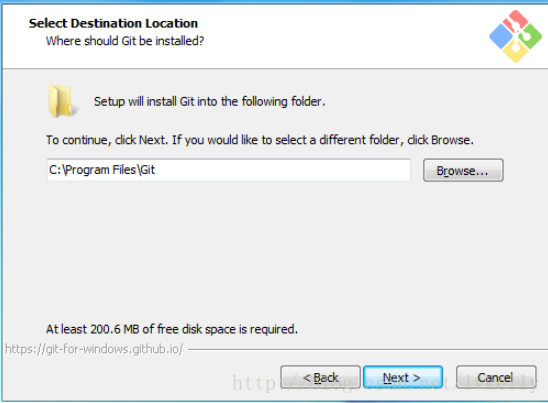 Select Destination Location
Where should Git be installed?
Setup will install Git into the following folder.
To continue, click Next. If you would like to select a different folder, click Browse.
C:\Program Files\Git
Browse...
At least 200.6 MB of free disk space is required.
https://git-for-windows.github.io/
< Back
Next >
Cancel